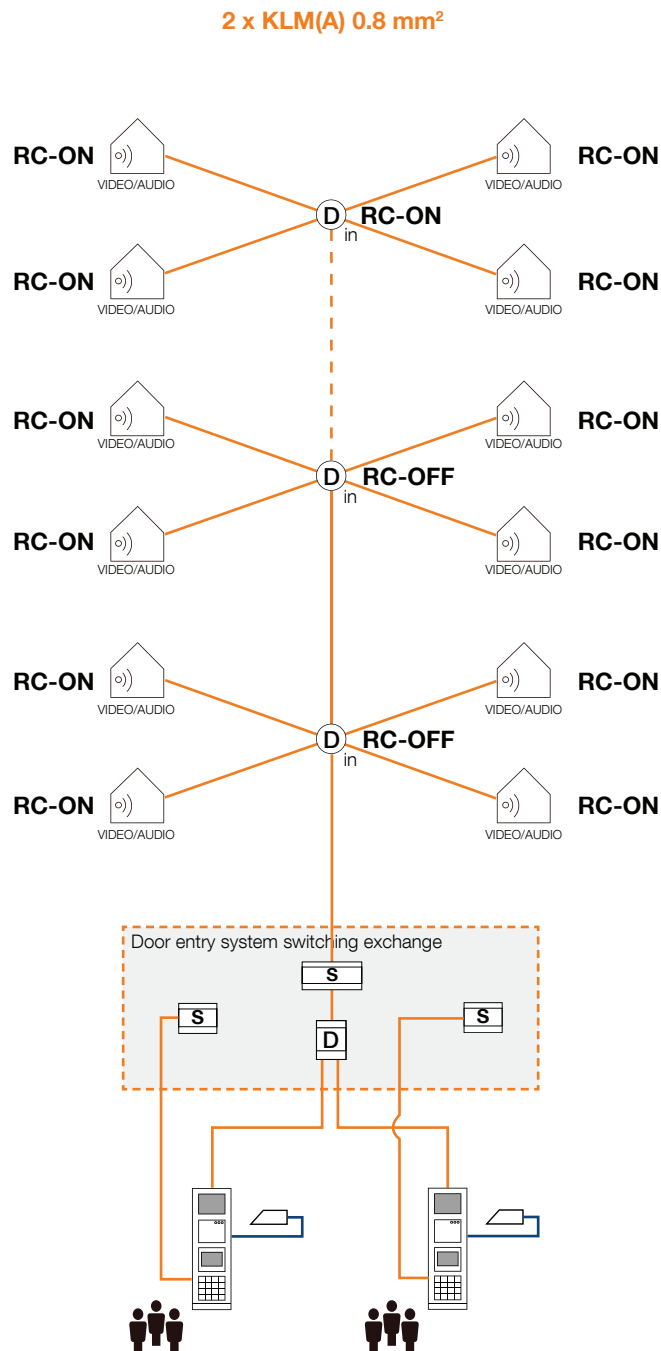 2 x KLM(A) 0.8 mm²
RC-ON
VIDEO/AUDIO
VIDEO/AUDIO
RC-ON
D RC-ON
in
RC-ON
VIDEO/AUDIO
VIDEO/AUDIO
RC-ON
RC-ON
VIDEO/AUDIO
VIDEO/AUDIO
RC-ON
D RC-OFF
in
RC-ON
VIDEO/AUDIO
VIDEO/AUDIO
RC-ON
RC-ON
VIDEO/AUDIO
VIDEO/AUDIO
RC-ON
D RC-OFF
in
RC-ON
VIDEO/AUDIO
VIDEO/AUDIO
RC-ON
Door entry system switching exchange
S
S
S
D